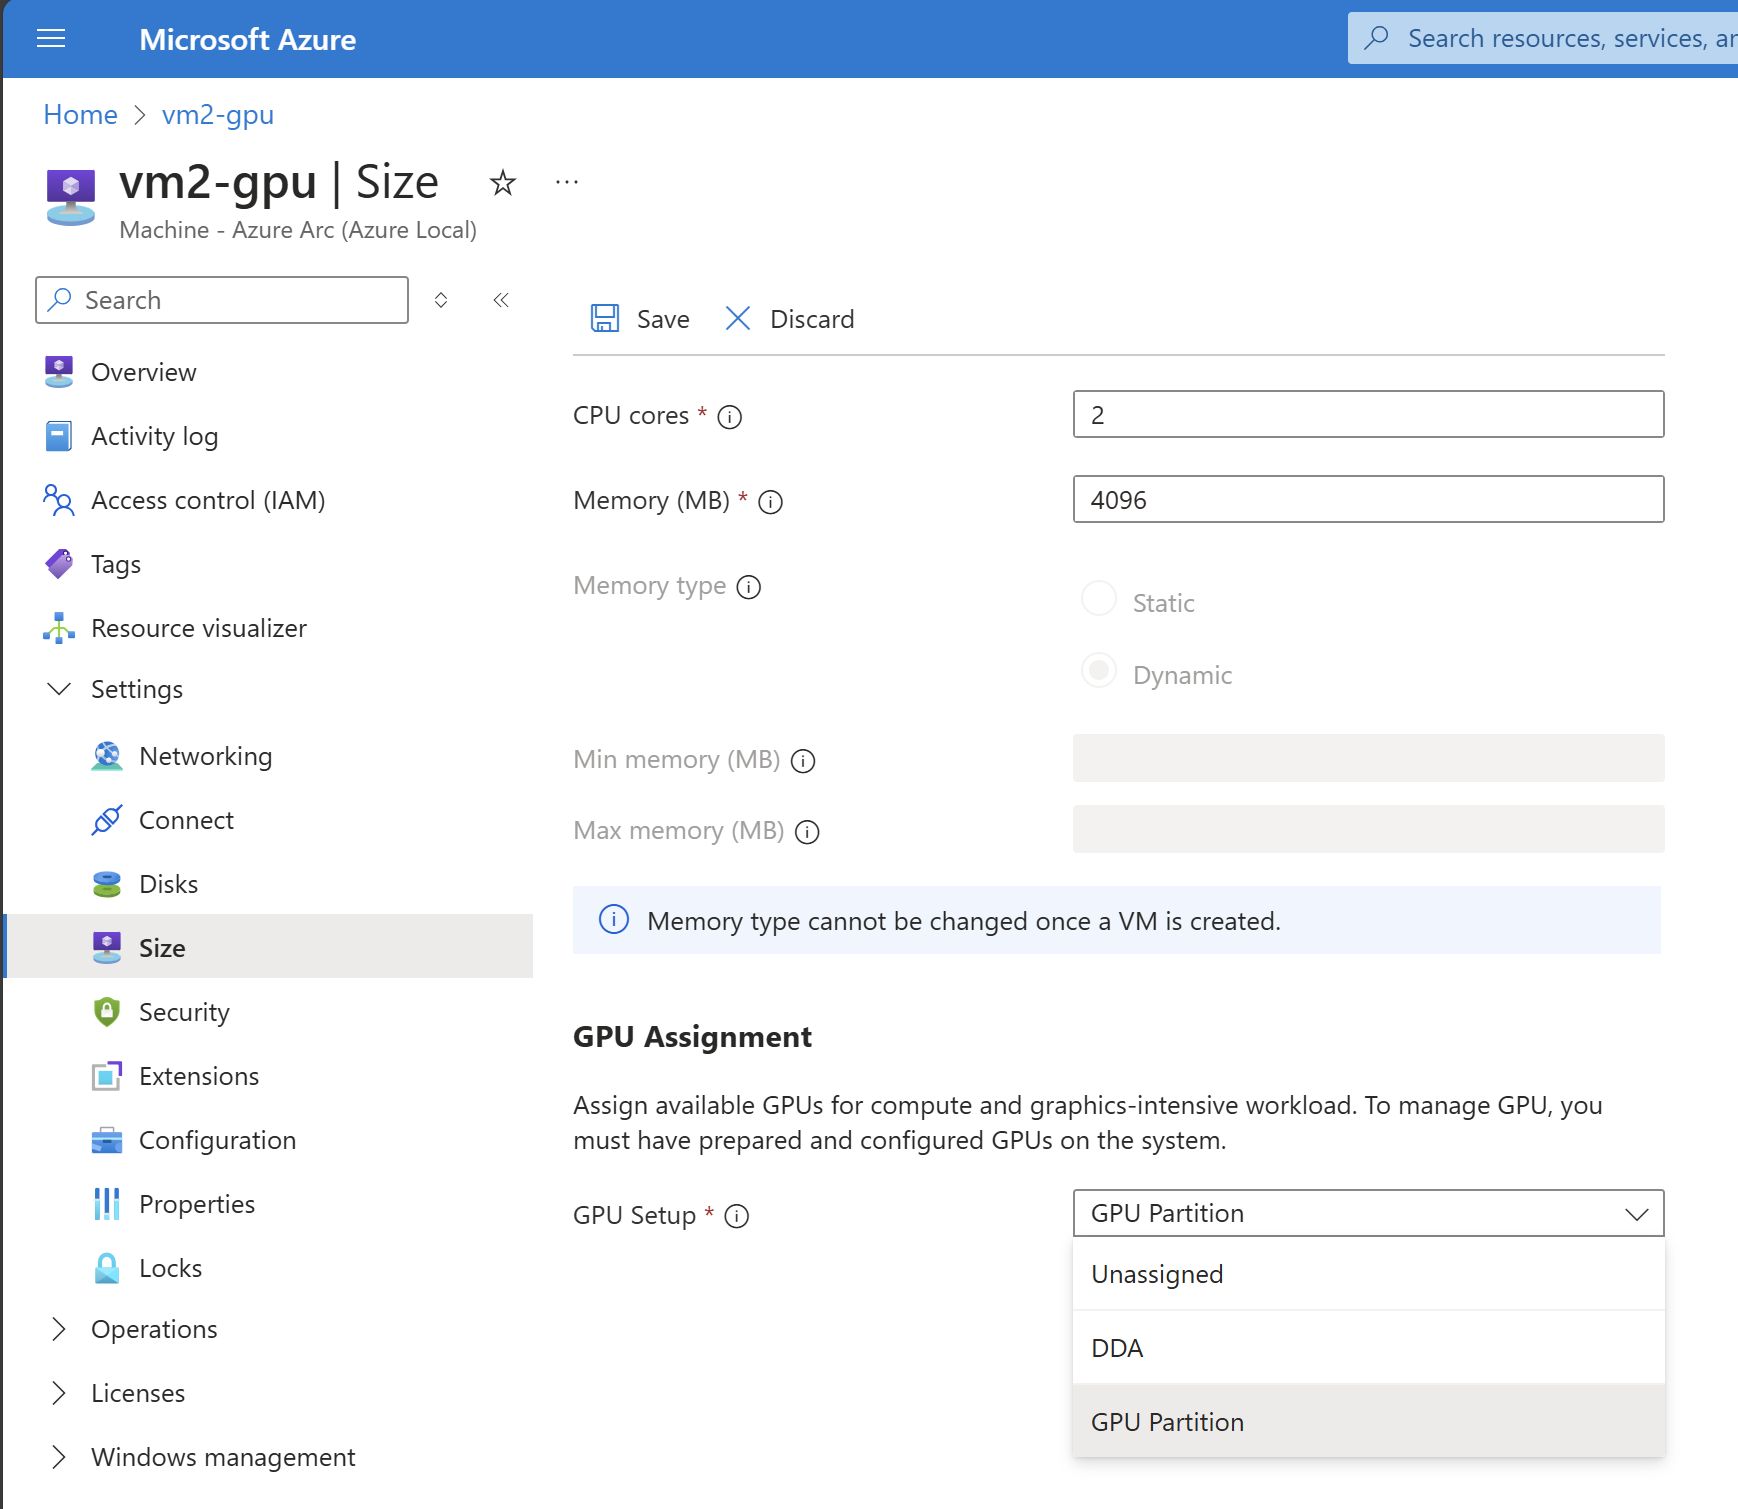 Microsoft Azure
Search resources, services, ar
Home > vm2-gpu
vm2-gpu | Size
Machine - Azure Arc (Azure Local)
Search
Overview
Activity log
Access control (IAM)
Tags
Resource visualizer
Settings
Networking
Connect
Disks
Size
Security
Extensions
Configuration
Properties
Locks
Operations
Licenses
Windows management
Save
Discard
CPU cores *
2
Memory (MB) *
4096
Memory type
Static
Dynamic
Min memory (MB)
Max memory (MB)
Memory type cannot be changed once a VM is created.
GPU Assignment
Assign available GPUs for compute and graphics-intensive workload. To manage GPU, you
must have prepared and configured GPUs on the system.
GPU Setup *
GPU Partition
Unassigned
DDA
GPU Partition